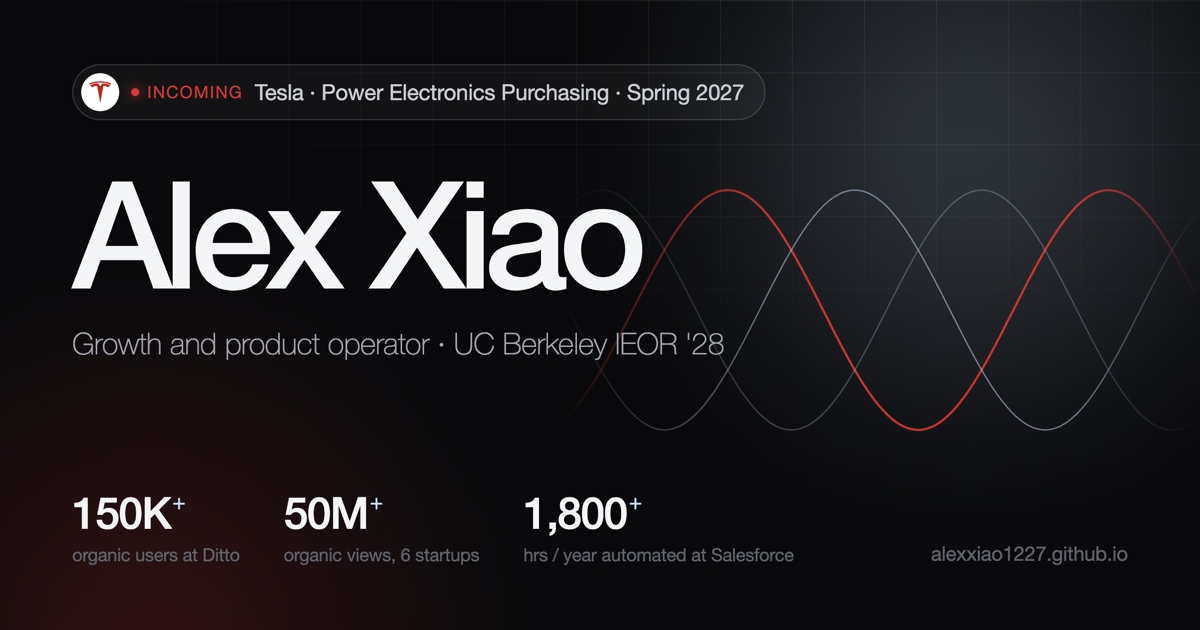 INCOMING Tesla · Power Electronics Purchasing · Spring 2027
Alex Xiao
Growth and product operator · UC Berkeley IEOR '28
150K+ 50M+ 1,800+
organic users at Ditto organic views, 6 startups hrs / year automated at Salesforce alexxiao1227.github.io